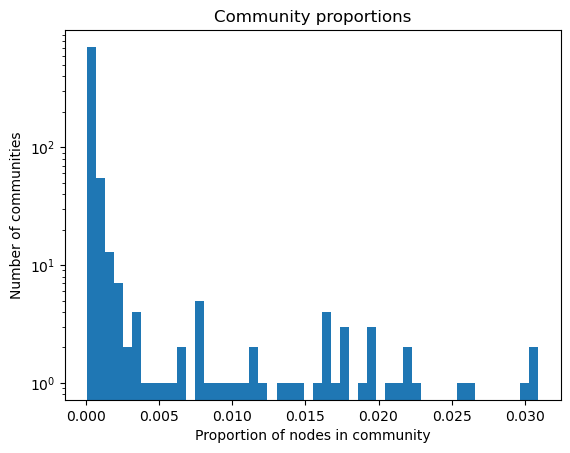 Community proportions
Number of communities
10²
10¹
10⁰
0.000 0.005 0.010 0.015 0.020 0.025 0.030
Proportion of nodes in community